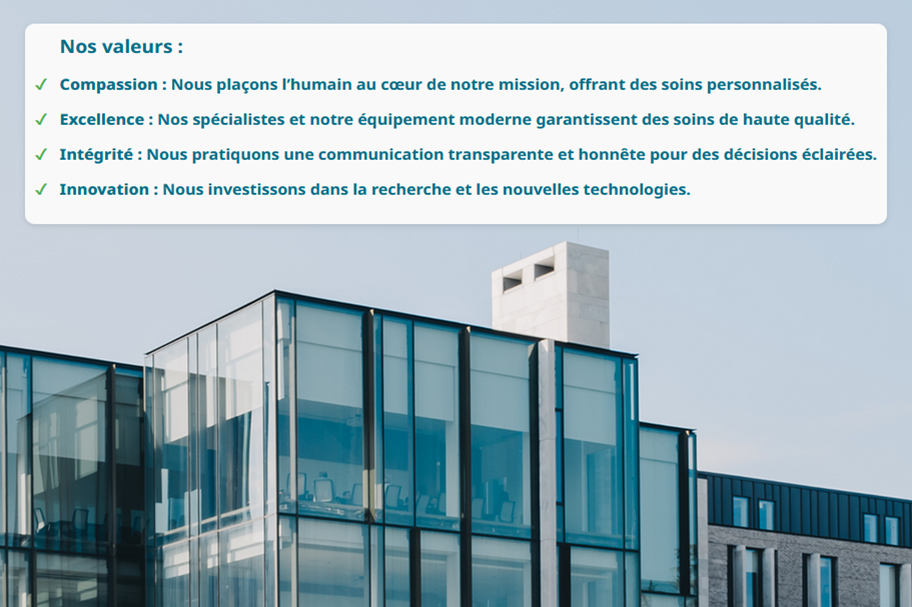 Nos valeurs :
✓ Compassion : Nous plaçons l’humain au cœur de notre mission, offrant des soins personnalisés.
✓ Excellence : Nos spécialistes et notre équipement moderne garantissent des soins de haute qualité.
✓ Intégrité : Nous pratiquons une communication transparente et honnête pour des décisions éclairées.
✓ Innovation : Nous investissons dans la recherche et les nouvelles technologies.